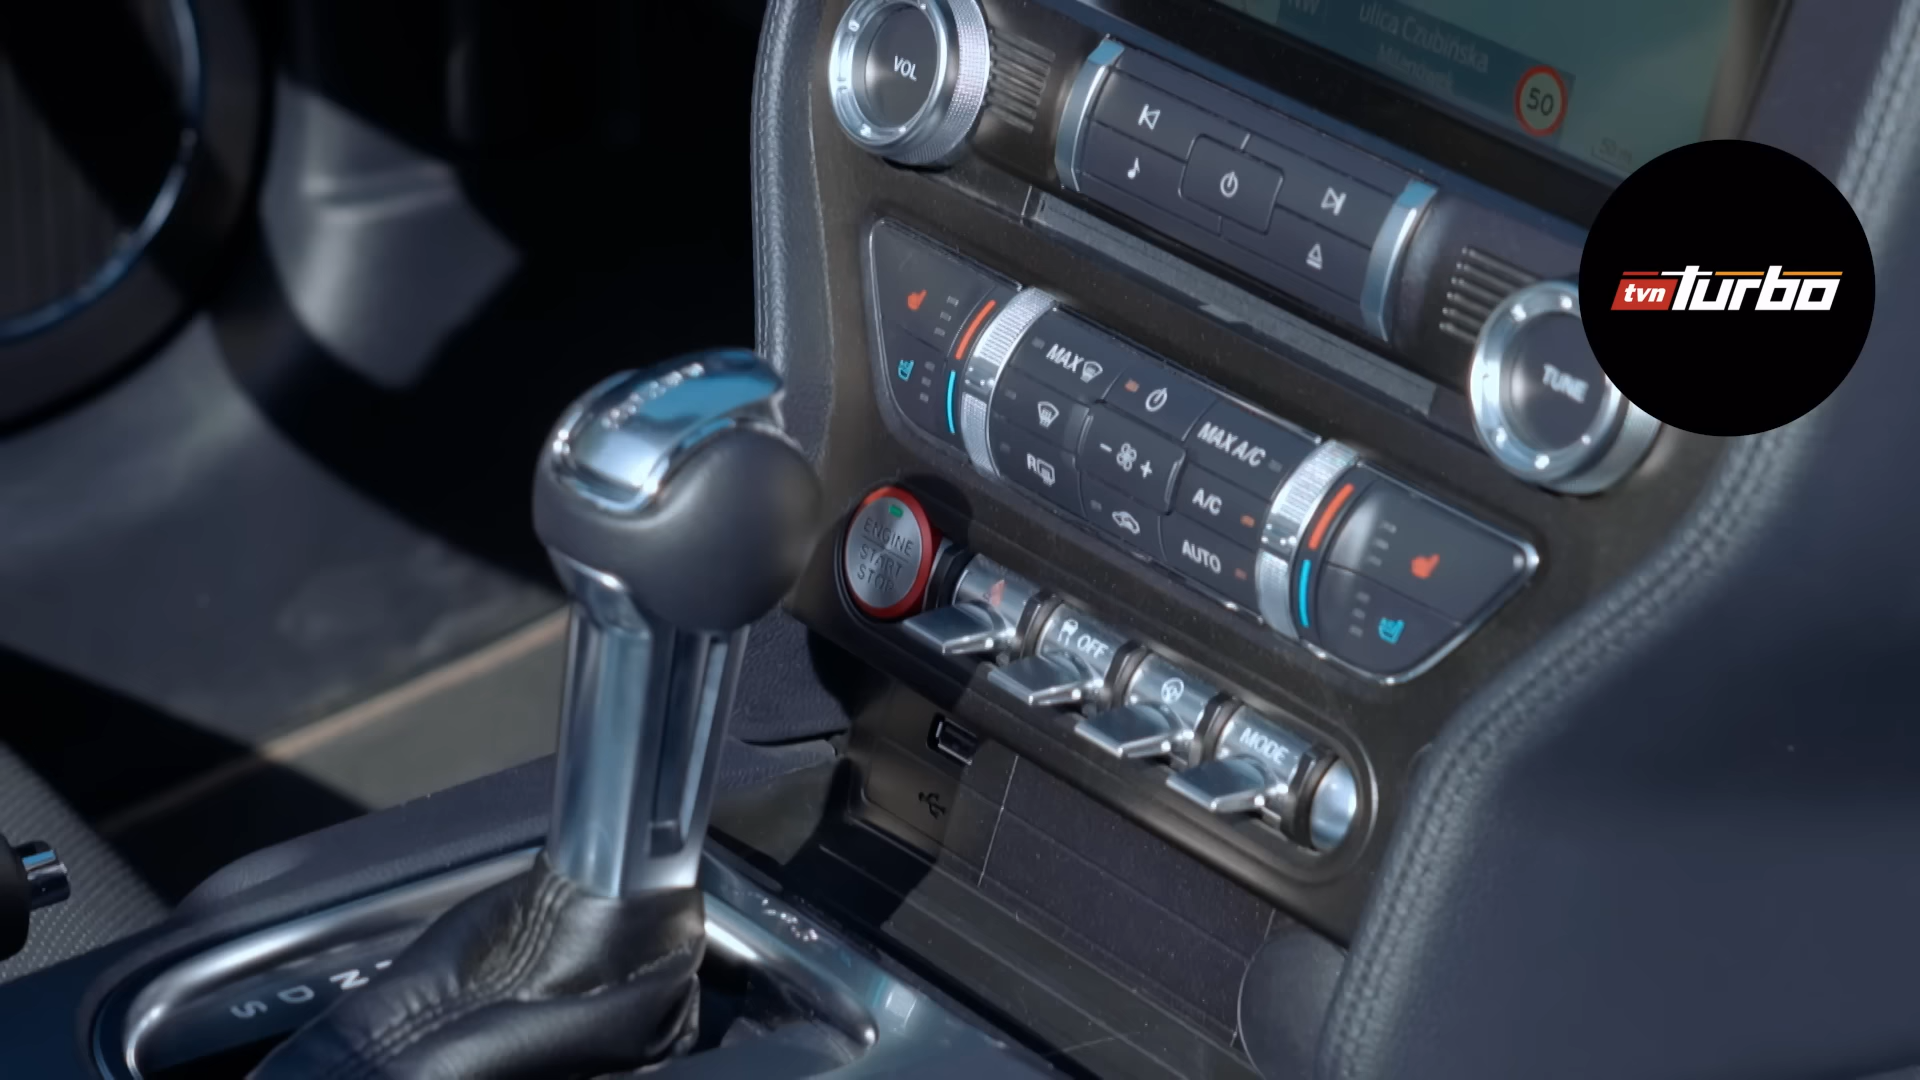 ulica Czubińska
50
VOL
TUNE
tvn turbo
MAX
MAX A/C
R
- +
A/C
AUTO
ENGINE
START
STOP
OFF
MODE
N
D
S